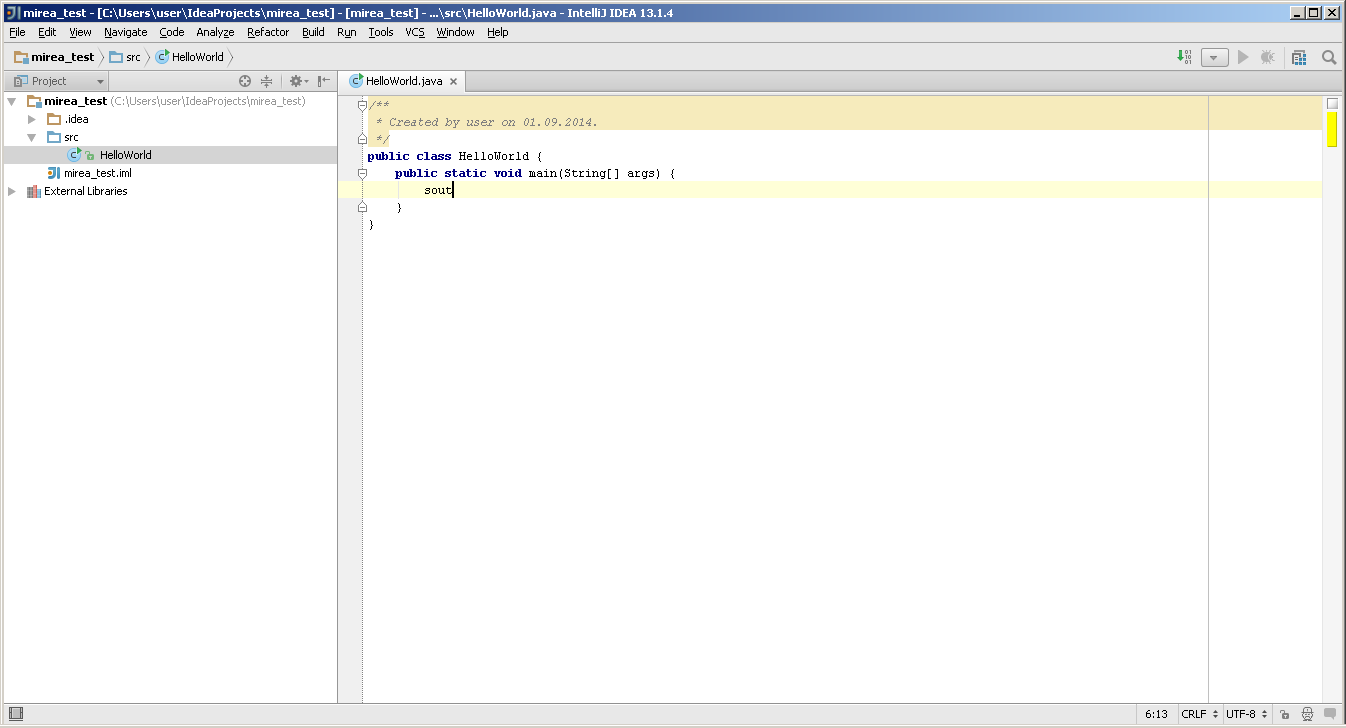 mirea_test - [C:\Users\user\IdeaProjects\mirea_test] - [mirea_test] - ...\src\HelloWorld.java - IntelliJ IDEA 13.1.4
File Edit View Navigate Code Analyze Refactor Build Run Tools VCS Window Help
mirea_test src HelloWorld
Project
HelloWorld.java
mirea_test (C:\Users\user\IdeaProjects\mirea_test)
.idea
src
HelloWorld
mirea_test.iml
External Libraries
/**
 * Created by user on 01.09.2014.
 */
public class HelloWorld {
    public static void main(String[] args) {
        sout
    }
}
6:13 CRLF UTF-8